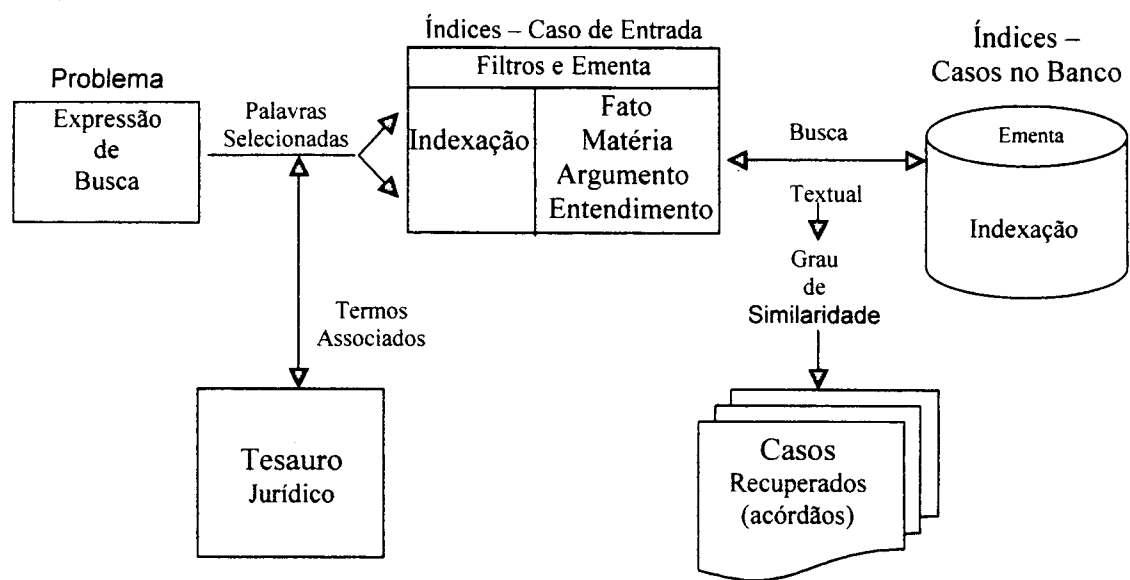 Problema
Expressão
de
Busca
Palavras
Selecionadas
Índices – Caso de Entrada
Filtros e Ementa
Indexação
Fato
Matéria
Argumento
Entendimento
Busca
Textual
Grau
de
Similaridade
Índices –
Casos no Banco
Ementa
Indexação
Termos
Associados
Tesauro
Jurídico
Casos
Recuperados
(acórdãos)